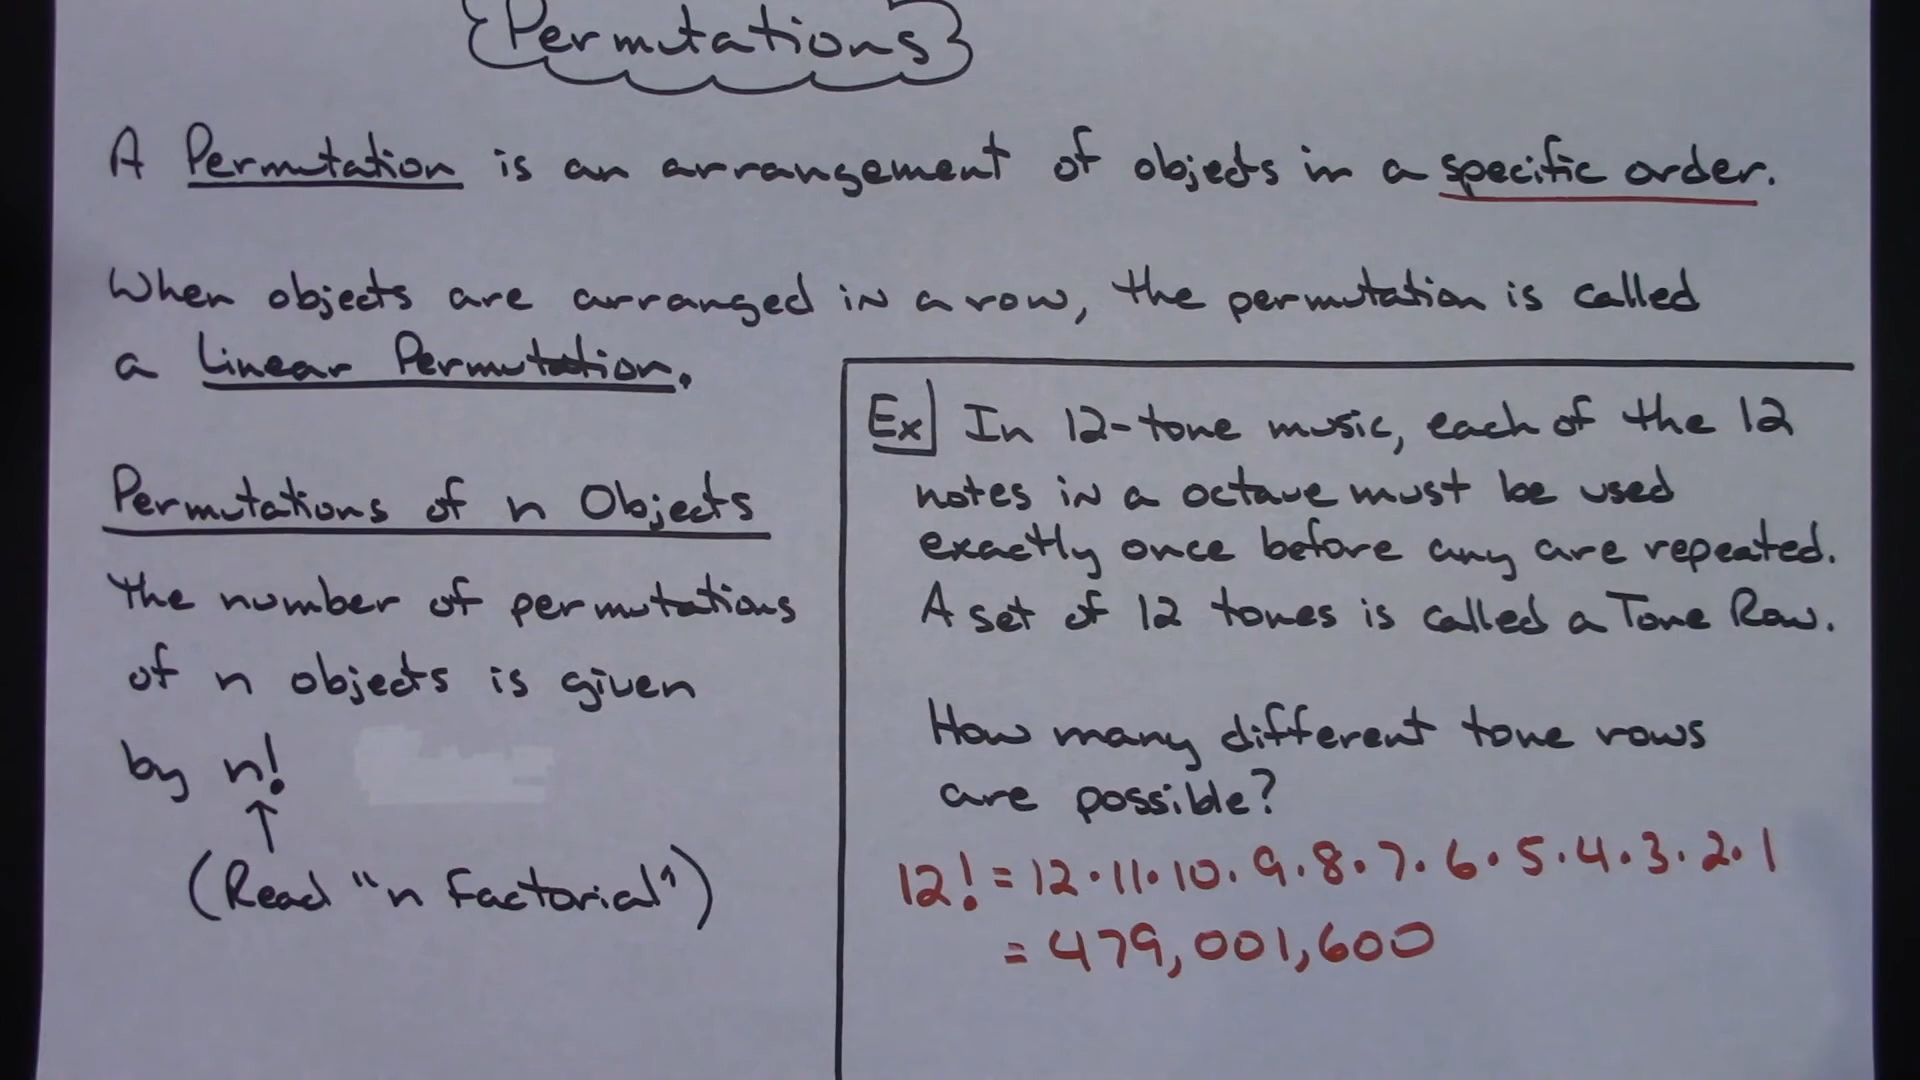 Permutations
A Permutation is an arrangement of objects in a specific order.
When objects are arranged in a row, the permutation is called
a Linear Permutation.
Permutations of n Objects
The number of permutations
of n objects is given
by n!
↑
(Read "n Factorial")
Ex In 12-tone music, each of the 12
notes in a octave must be used
exactly once before any are repeated.
A set of 12 tones is called a Tone Row.
How many different tone rows
are possible?
12! = 12·11·10·9·8·7·6·5·4·3·2·1
= 479,001,600